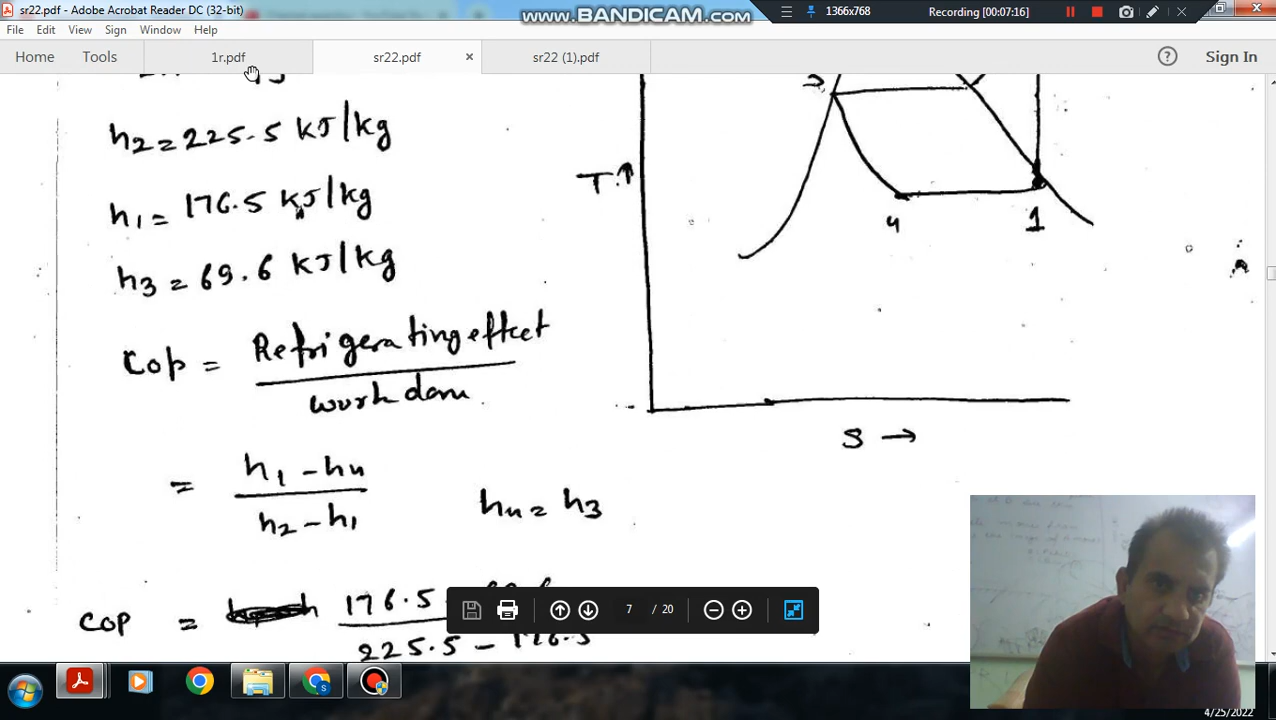 sr22.pdf - Adobe Acrobat Reader DC (32-bit)
www.BANDICAM.com
1366x768
Recording [00:07:16]
File Edit View Sign Window Help
Home Tools 1r.pdf sr22.pdf × sr22 (1).pdf ? Sign In
h2 = 225.5 kJ/kg
h1 = 176.5 kJ/kg
h3 = 69.6 kJ/kg
COP = Refrigerating effect
work done
= h1 - h4
h2 - h1
h4 = h3
COP = 176.5
225.5 - 176.5
T ↑
3
4
1
S →
7 / 20
4/25/2022